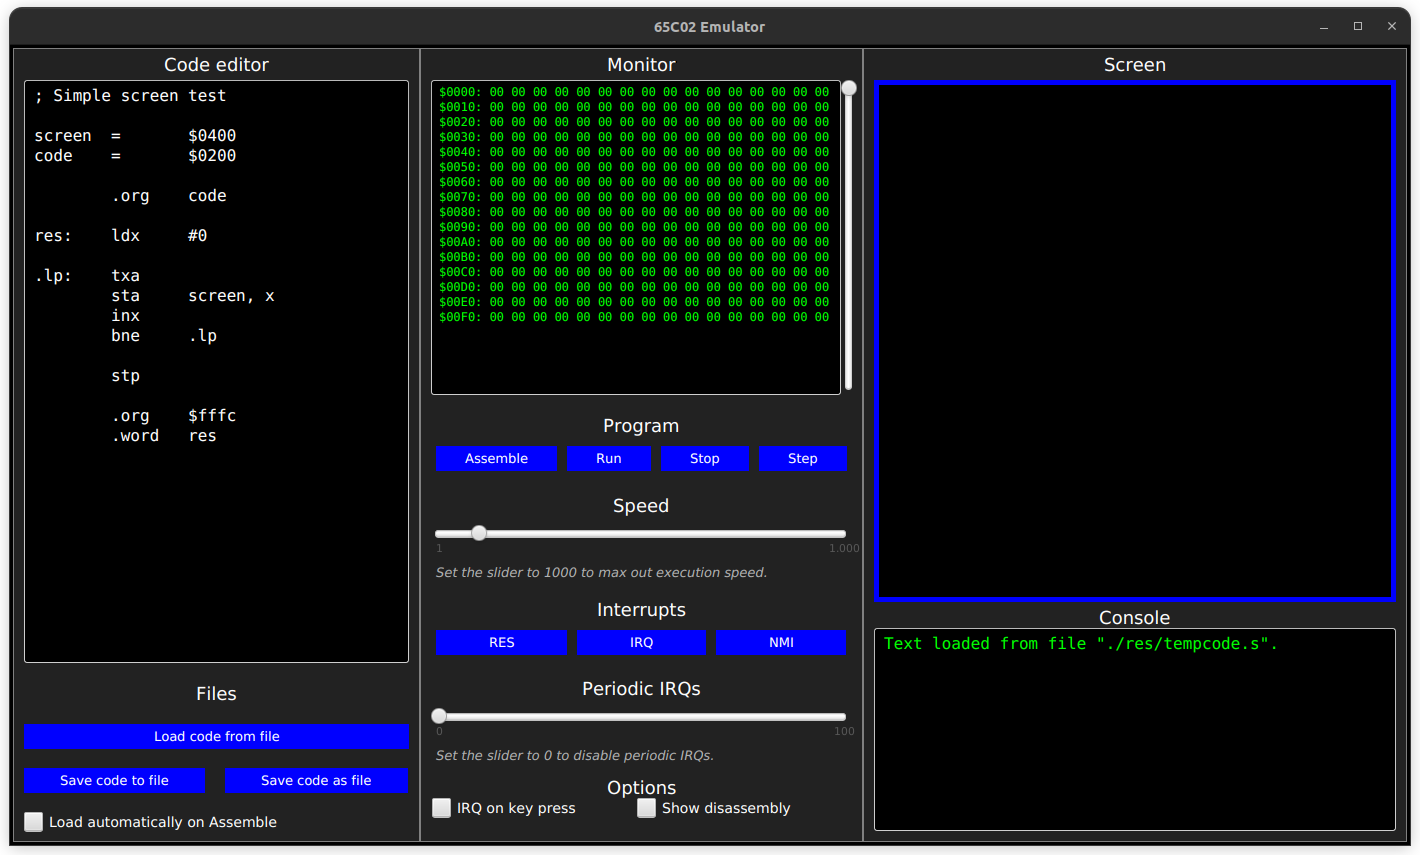 65C02 Emulator
Code editor
; Simple screen test
screen = $0400
code = $0200
.org code
res: ldx #0
.lp: txa
sta screen, x
inx
bne .lp
stp
.org $fffc
.word res
Files
Load code from file
Save code to file
Save code as file
Load automatically on Assemble
Monitor
$0000: 00 00 00 00 00 00 00 00 00 00 00 00 00 00 00 00
$0010: 00 00 00 00 00 00 00 00 00 00 00 00 00 00 00 00
$0020: 00 00 00 00 00 00 00 00 00 00 00 00 00 00 00 00
$0030: 00 00 00 00 00 00 00 00 00 00 00 00 00 00 00 00
$0040: 00 00 00 00 00 00 00 00 00 00 00 00 00 00 00 00
$0050: 00 00 00 00 00 00 00 00 00 00 00 00 00 00 00 00
$0060: 00 00 00 00 00 00 00 00 00 00 00 00 00 00 00 00
$0070: 00 00 00 00 00 00 00 00 00 00 00 00 00 00 00 00
$0080: 00 00 00 00 00 00 00 00 00 00 00 00 00 00 00 00
$0090: 00 00 00 00 00 00 00 00 00 00 00 00 00 00 00 00
$00A0: 00 00 00 00 00 00 00 00 00 00 00 00 00 00 00 00
$00B0: 00 00 00 00 00 00 00 00 00 00 00 00 00 00 00 00
$00C0: 00 00 00 00 00 00 00 00 00 00 00 00 00 00 00 00
$00D0: 00 00 00 00 00 00 00 00 00 00 00 00 00 00 00 00
$00E0: 00 00 00 00 00 00 00 00 00 00 00 00 00 00 00 00
$00F0: 00 00 00 00 00 00 00 00 00 00 00 00 00 00 00 00
Program
Assemble Run Stop Step
Speed
1 1.000
Set the slider to 1000 to max out execution speed.
Interrupts
RES IRQ NMI
Periodic IRQs
0 100
Set the slider to 0 to disable periodic IRQs.
Options
IRQ on key press
Show disassembly
Screen
Console
Text loaded from file "./res/tempcode.s".